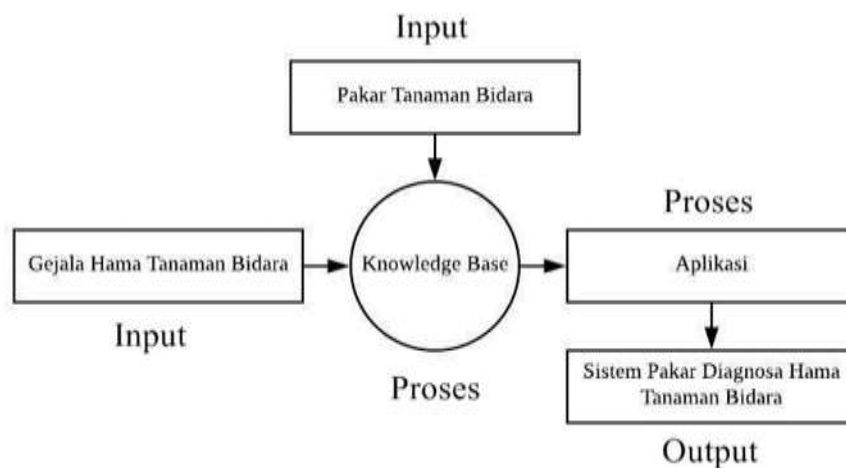 Input
Pakar Tanaman Bidara
Proses
Gejala Hama Tanaman Bidara
Knowledge Base
Aplikasi
Input
Proses
Sistem Pakar Diagnosa Hama
Tanaman Bidara
Output